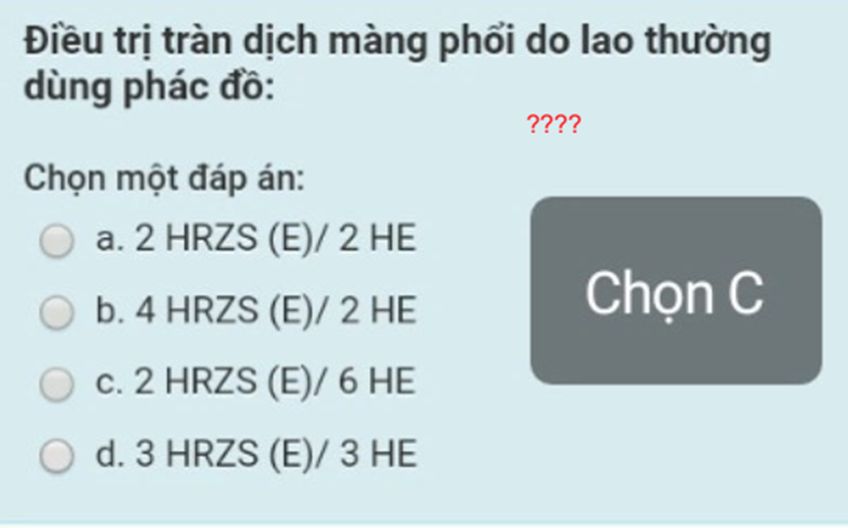 Điều trị tràn dịch màng phổi do lao thường
dùng phác đồ:
????
Chọn một đáp án:
a. 2 HRZS (E)/ 2 HE
b. 4 HRZS (E)/ 2 HE
Chọn C
c. 2 HRZS (E)/ 6 HE
d. 3 HRZS (E)/ 3 HE